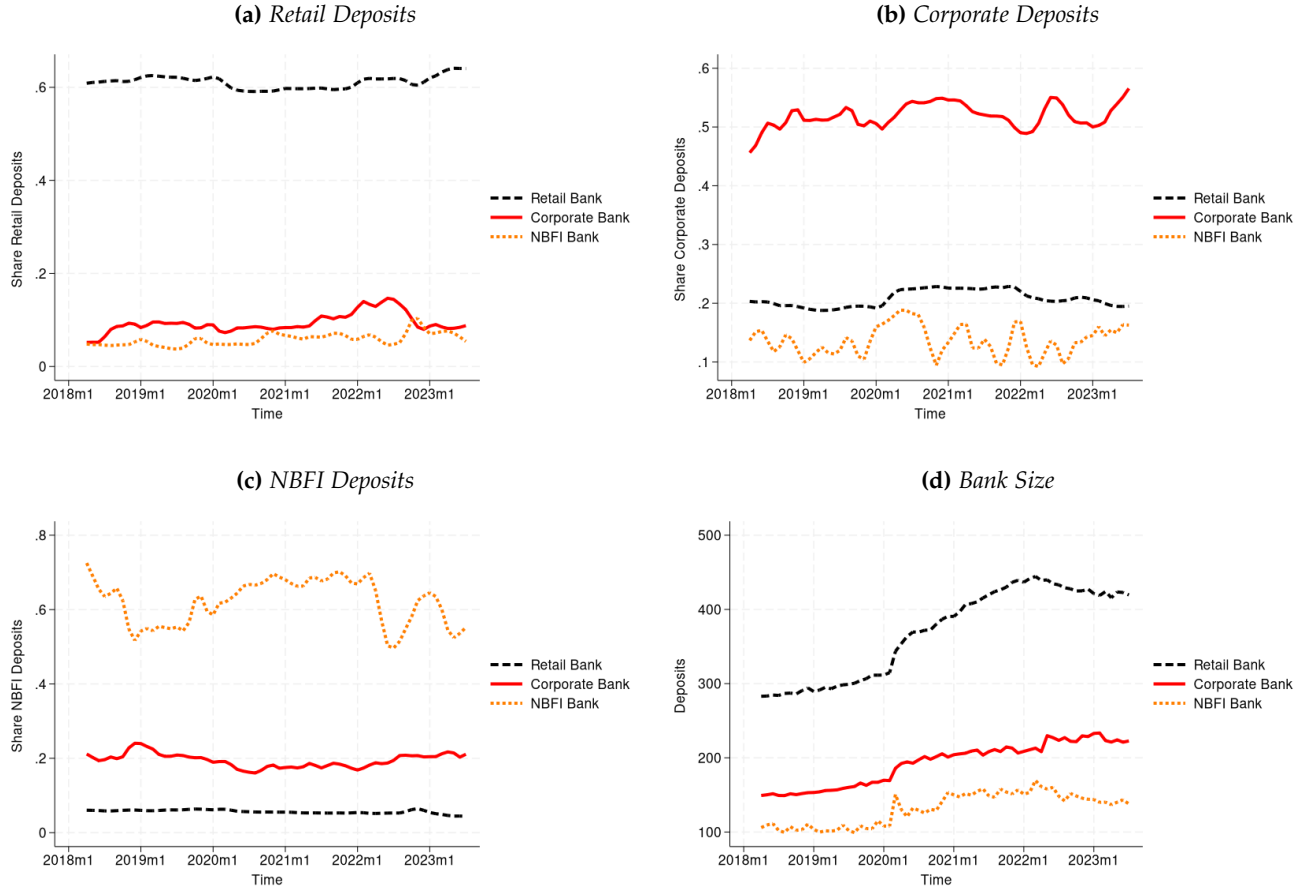 (a) Retail Deposits
Share Retail Deposits
.6
.4
.2
0
2018m1 2019m1 2020m1 2021m1 2022m1 2023m1
Time
Retail Bank
Corporate Bank
NBFI Bank
(b) Corporate Deposits
Share Corporate Deposits
.6
.5
.4
.3
.2
.1
2018m1 2019m1 2020m1 2021m1 2022m1 2023m1
Time
Retail Bank
Corporate Bank
NBFI Bank
(c) NBFI Deposits
Share NBFI Deposits
.8
.6
.4
.2
0
2018m1 2019m1 2020m1 2021m1 2022m1 2023m1
Time
Retail Bank
Corporate Bank
NBFI Bank
(d) Bank Size
Deposits
500
400
300
200
100
2018m1 2019m1 2020m1 2021m1 2022m1 2023m1
Time
Retail Bank
Corporate Bank
NBFI Bank